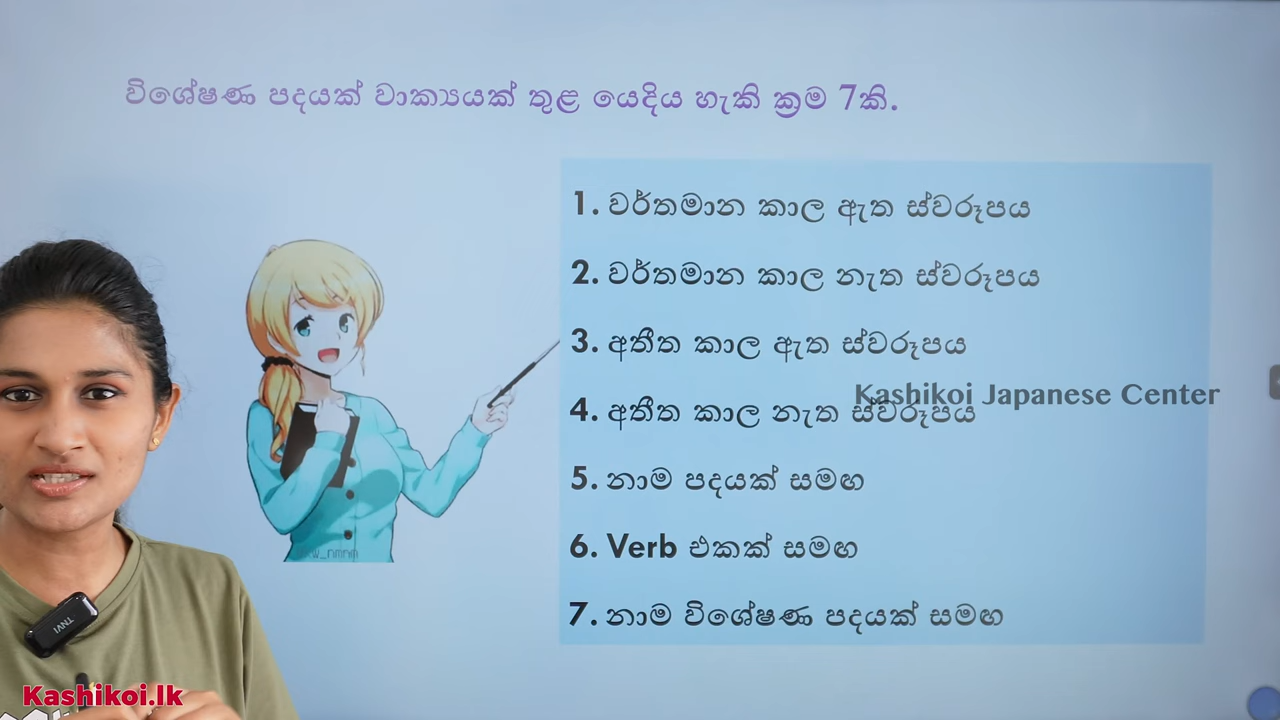 විශේෂණ පදයක් වාක්‍යයක් තුළ යෙදිය හැකි ක්‍රම 7කි.
1. වර්තමාන කාල ඇත ස්වරූපය
2. වර්තමාන කාල නැත ස්වරූපය
3. අතීත කාල ඇත ස්වරූපය
Kashikoi Japanese Center
4. අතීත කාල නැත ස්වරූපය
5. නාම පදයක් සමඟ
6. Verb එකක් සමඟ
7. නාම විශේෂණ පදයක් සමඟ
TNVI
Kashikoi.lk